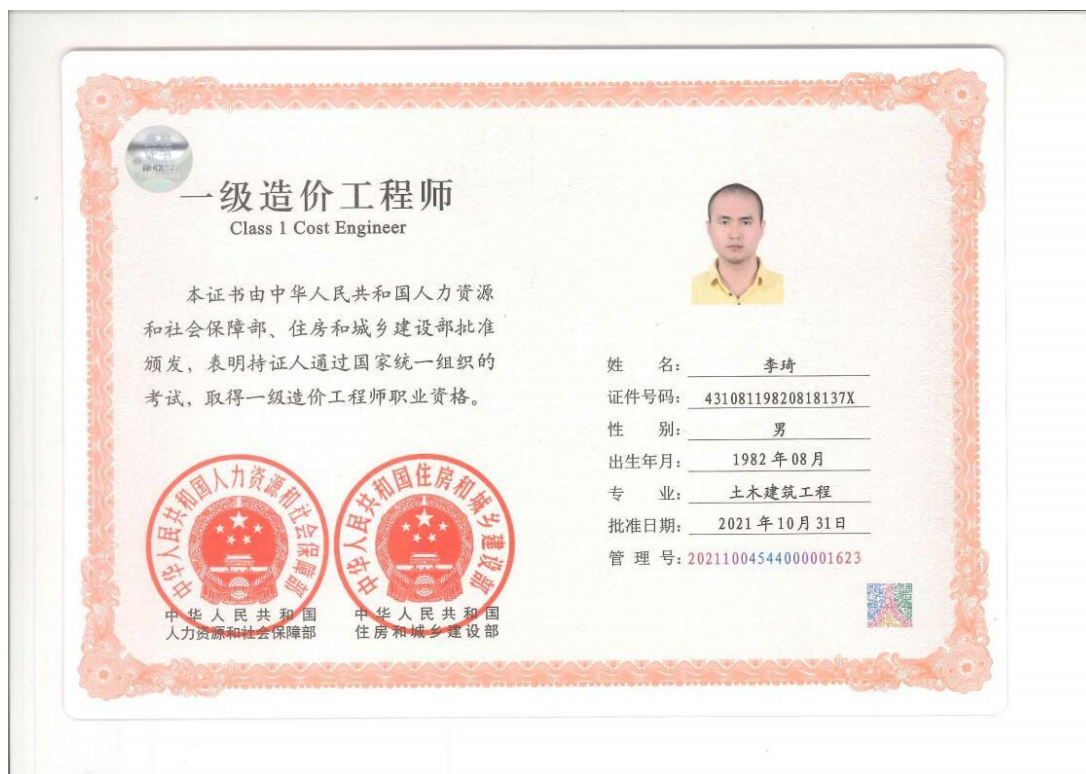 一级造价工程师
Class 1 Cost Engineer
本证书由中华人民共和国人力资源
和社会保障部、住房和城乡建设部批准
颁发，表明持证人通过国家统一组织的
考试，取得一级造价工程师职业资格。
中华人民共和国人力资源和社会保障部
中华人民共和国
人力资源和社会保障部
中华人民共和国住房和城乡建设部
中华人民共和国
住房和城乡建设部
姓 名：李琦
证件号码：43108119820818137X
性 别：男
出生年月：1982年08月
专 业：土木建筑工程
批准日期：2021年10月31日
管 理 号：20211004544000001623